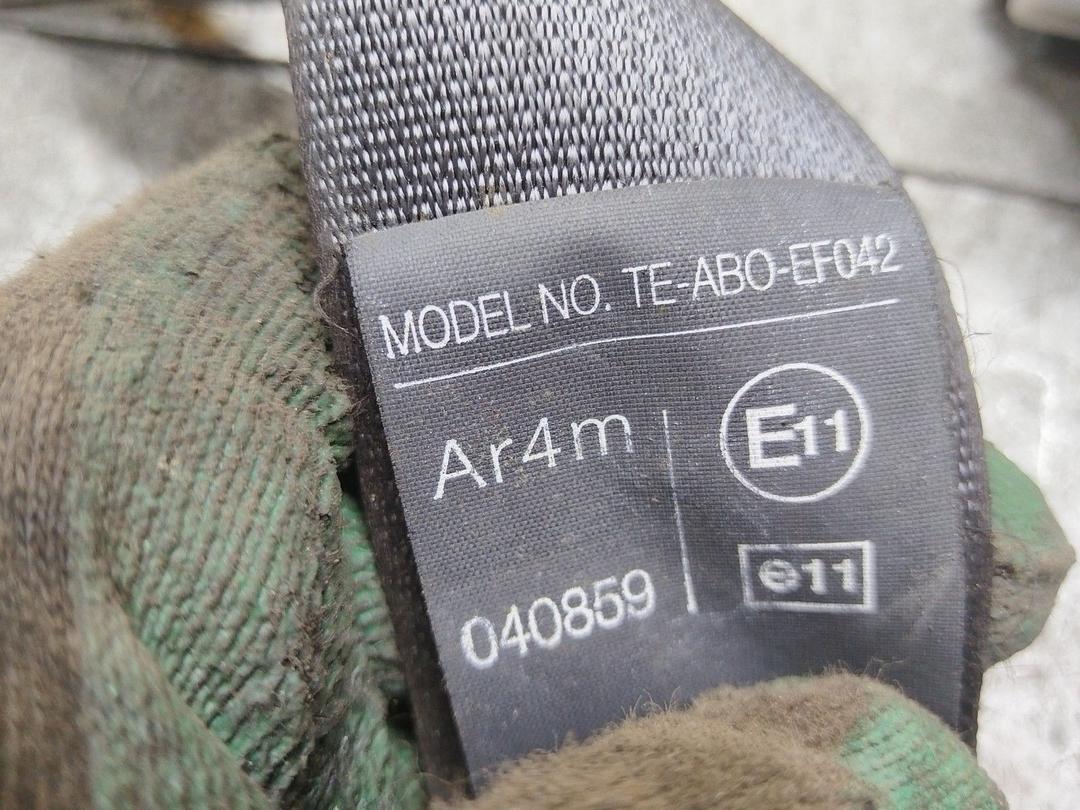 MODEL NO. TE-ABO-EF042
Ar4m
E11
e11
040859